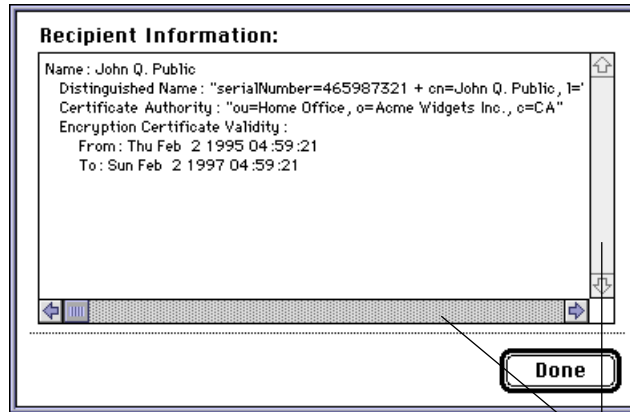 Recipient Information:
Name: John Q. Public
Distinguished Name: "serialNumber=465987321 + cn=John Q. Public, l='
Certificate Authority: "ou=Home Office, o=Acme Widgets Inc., c=CA"
Encryption Certificate Validity:
From: Thu Feb 2 1995 04:59:21
To: Sun Feb 2 1997 04:59:21
Done